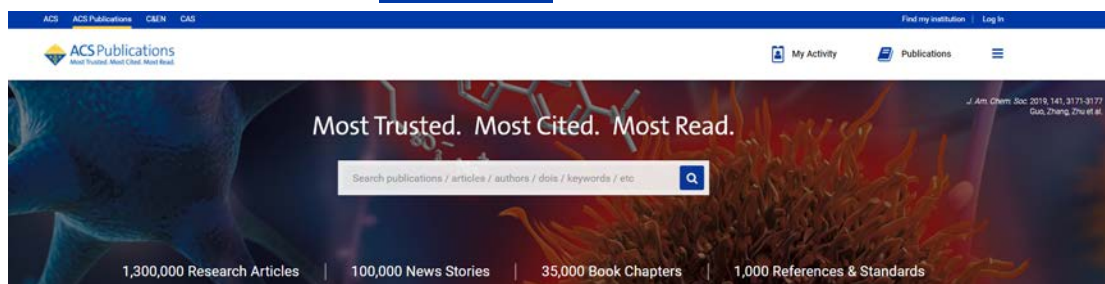 ACS ACS Publications C&EN CAS Find my institution | Log In
ACS Publications
Most Trusted. Most Cited. Most Read.
My Activity Publications
J. Am. Chem. Soc. 2019, 141, 3171-3177
Guo, Zhang, Zhu et al.
Most Trusted. Most Cited. Most Read.
Search publications / articles / authors / dois / keywords / etc
1,300,000 Research Articles | 100,000 News Stories | 35,000 Book Chapters | 1,000 References & Standards